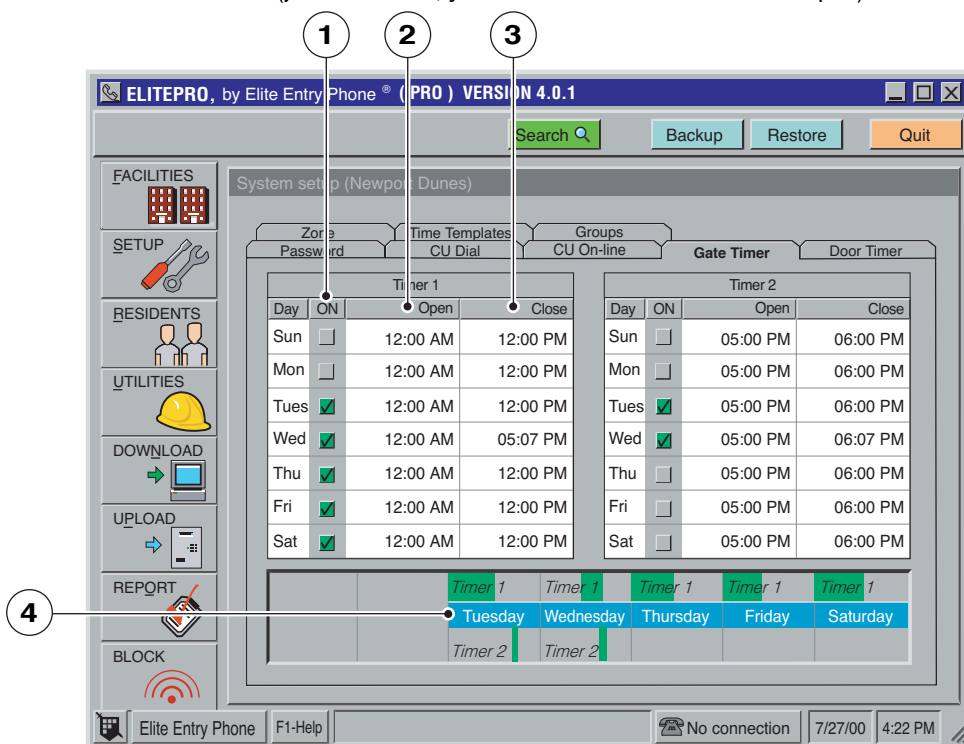 1 2 3
ELITEPRO, by Elite Entry Phone ® ( PRO ) VERSION 4.0.1
Search Backup Restore Quit
FACILITIES
SETUP
RESIDENTS
UTILITIES
DOWNLOAD
UPLOAD
REPORT
BLOCK
System setup (Newport Dunes)
Zone Time Templates Groups
Password CU Dial CU On-line Gate Timer Door Timer
Timer 1
Day ON Open Close
Sun 12:00 AM 12:00 PM
Mon 12:00 AM 12:00 PM
Tues 12:00 AM 12:00 PM
Wed 12:00 AM 05:07 PM
Thu 12:00 AM 12:00 PM
Fri 12:00 AM 12:00 PM
Sat 12:00 AM 12:00 PM
Timer 2
Day ON Open Close
Sun 05:00 PM 06:00 PM
Mon 05:00 PM 06:00 PM
Tues 05:00 PM 06:00 PM
Wed 05:00 PM 06:07 PM
Thu 05:00 PM 06:00 PM
Fri 05:00 PM 06:00 PM
Sat 05:00 PM 06:00 PM
Timer 1 Timer 1 Timer 1 Timer 1 Timer 1
4
Tuesday Wednesday Thursday Friday Saturday
Timer 2 Timer 2
Elite Entry Phone F1-Help No connection 7/27/00 4:22 PM